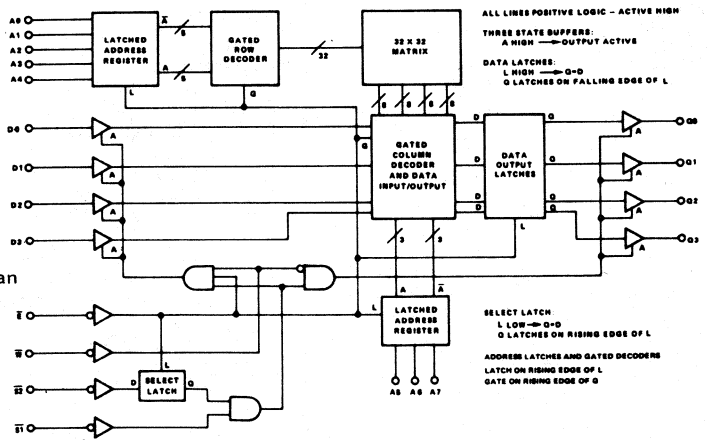 A0
A1
A2
A3
A4
LATCHED
ADDRESS
REGISTER
A̅
A
L
GATED
ROW
DECODER
G
32
32 X 32
MATRIX
8 8 8 8
ALL LINES POSITIVE LOGIC – ACTIVE HIGH
THREE STATE BUFFERS:
A HIGH → OUTPUT ACTIVE
DATA LATCHES:
L HIGH → Q=D
Q LATCHES ON FALLING EDGE OF L
D0
A
D1
A
D2
A
D3
A
G
GATED
COLUMN
DECODER
AND DATA
INPUT/OUTPUT
D
D
D
D
DATA
OUTPUT
LATCHES
Q
Q
Q
Q
L
A
Q0
A
Q1
A
Q2
A
Q3
3 3
A A̅
an
E̅
W̅
S̅2̅
S̅1̅
L
D
SELECT
LATCH
Q
L
LATCHED
ADDRESS
REGISTER
A5 A6 A7
SELECT LATCH
L LOW → Q=D
Q LATCHES ON RISING EDGE OF L
ADDRESS LATCHES AND GATED DECODERS
LATCH ON RISING EDGE OF L
GATE ON RISING EDGE OF G